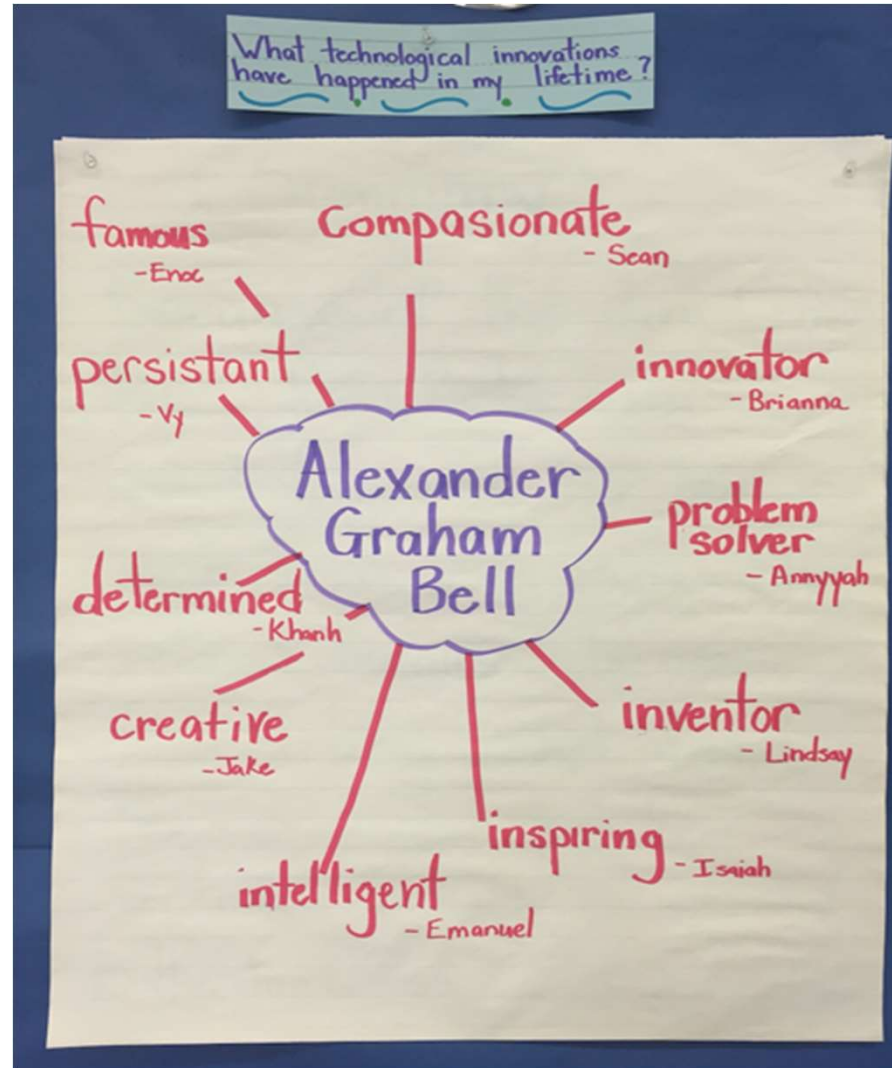 What technological innovations
have happened in my lifetime?
famous
-Enoc
Compasionate
- Sean
persistant
-Vy
innovator
-Brianna
Alexander
Graham
Bell
problem
solver
- Annyyah
determined
-Khanh
creative
-Jake
inventor
- Lindsay
inspiring
- Isaiah
intelligent
- Emanuel